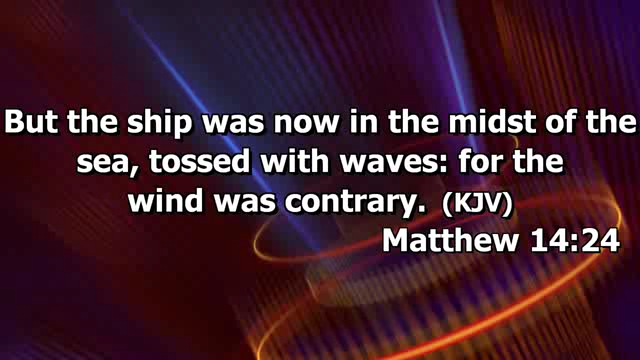 But the ship was now in the midst of the
sea, tossed with waves: for the
wind was contrary. (KJV)
Matthew 14:24